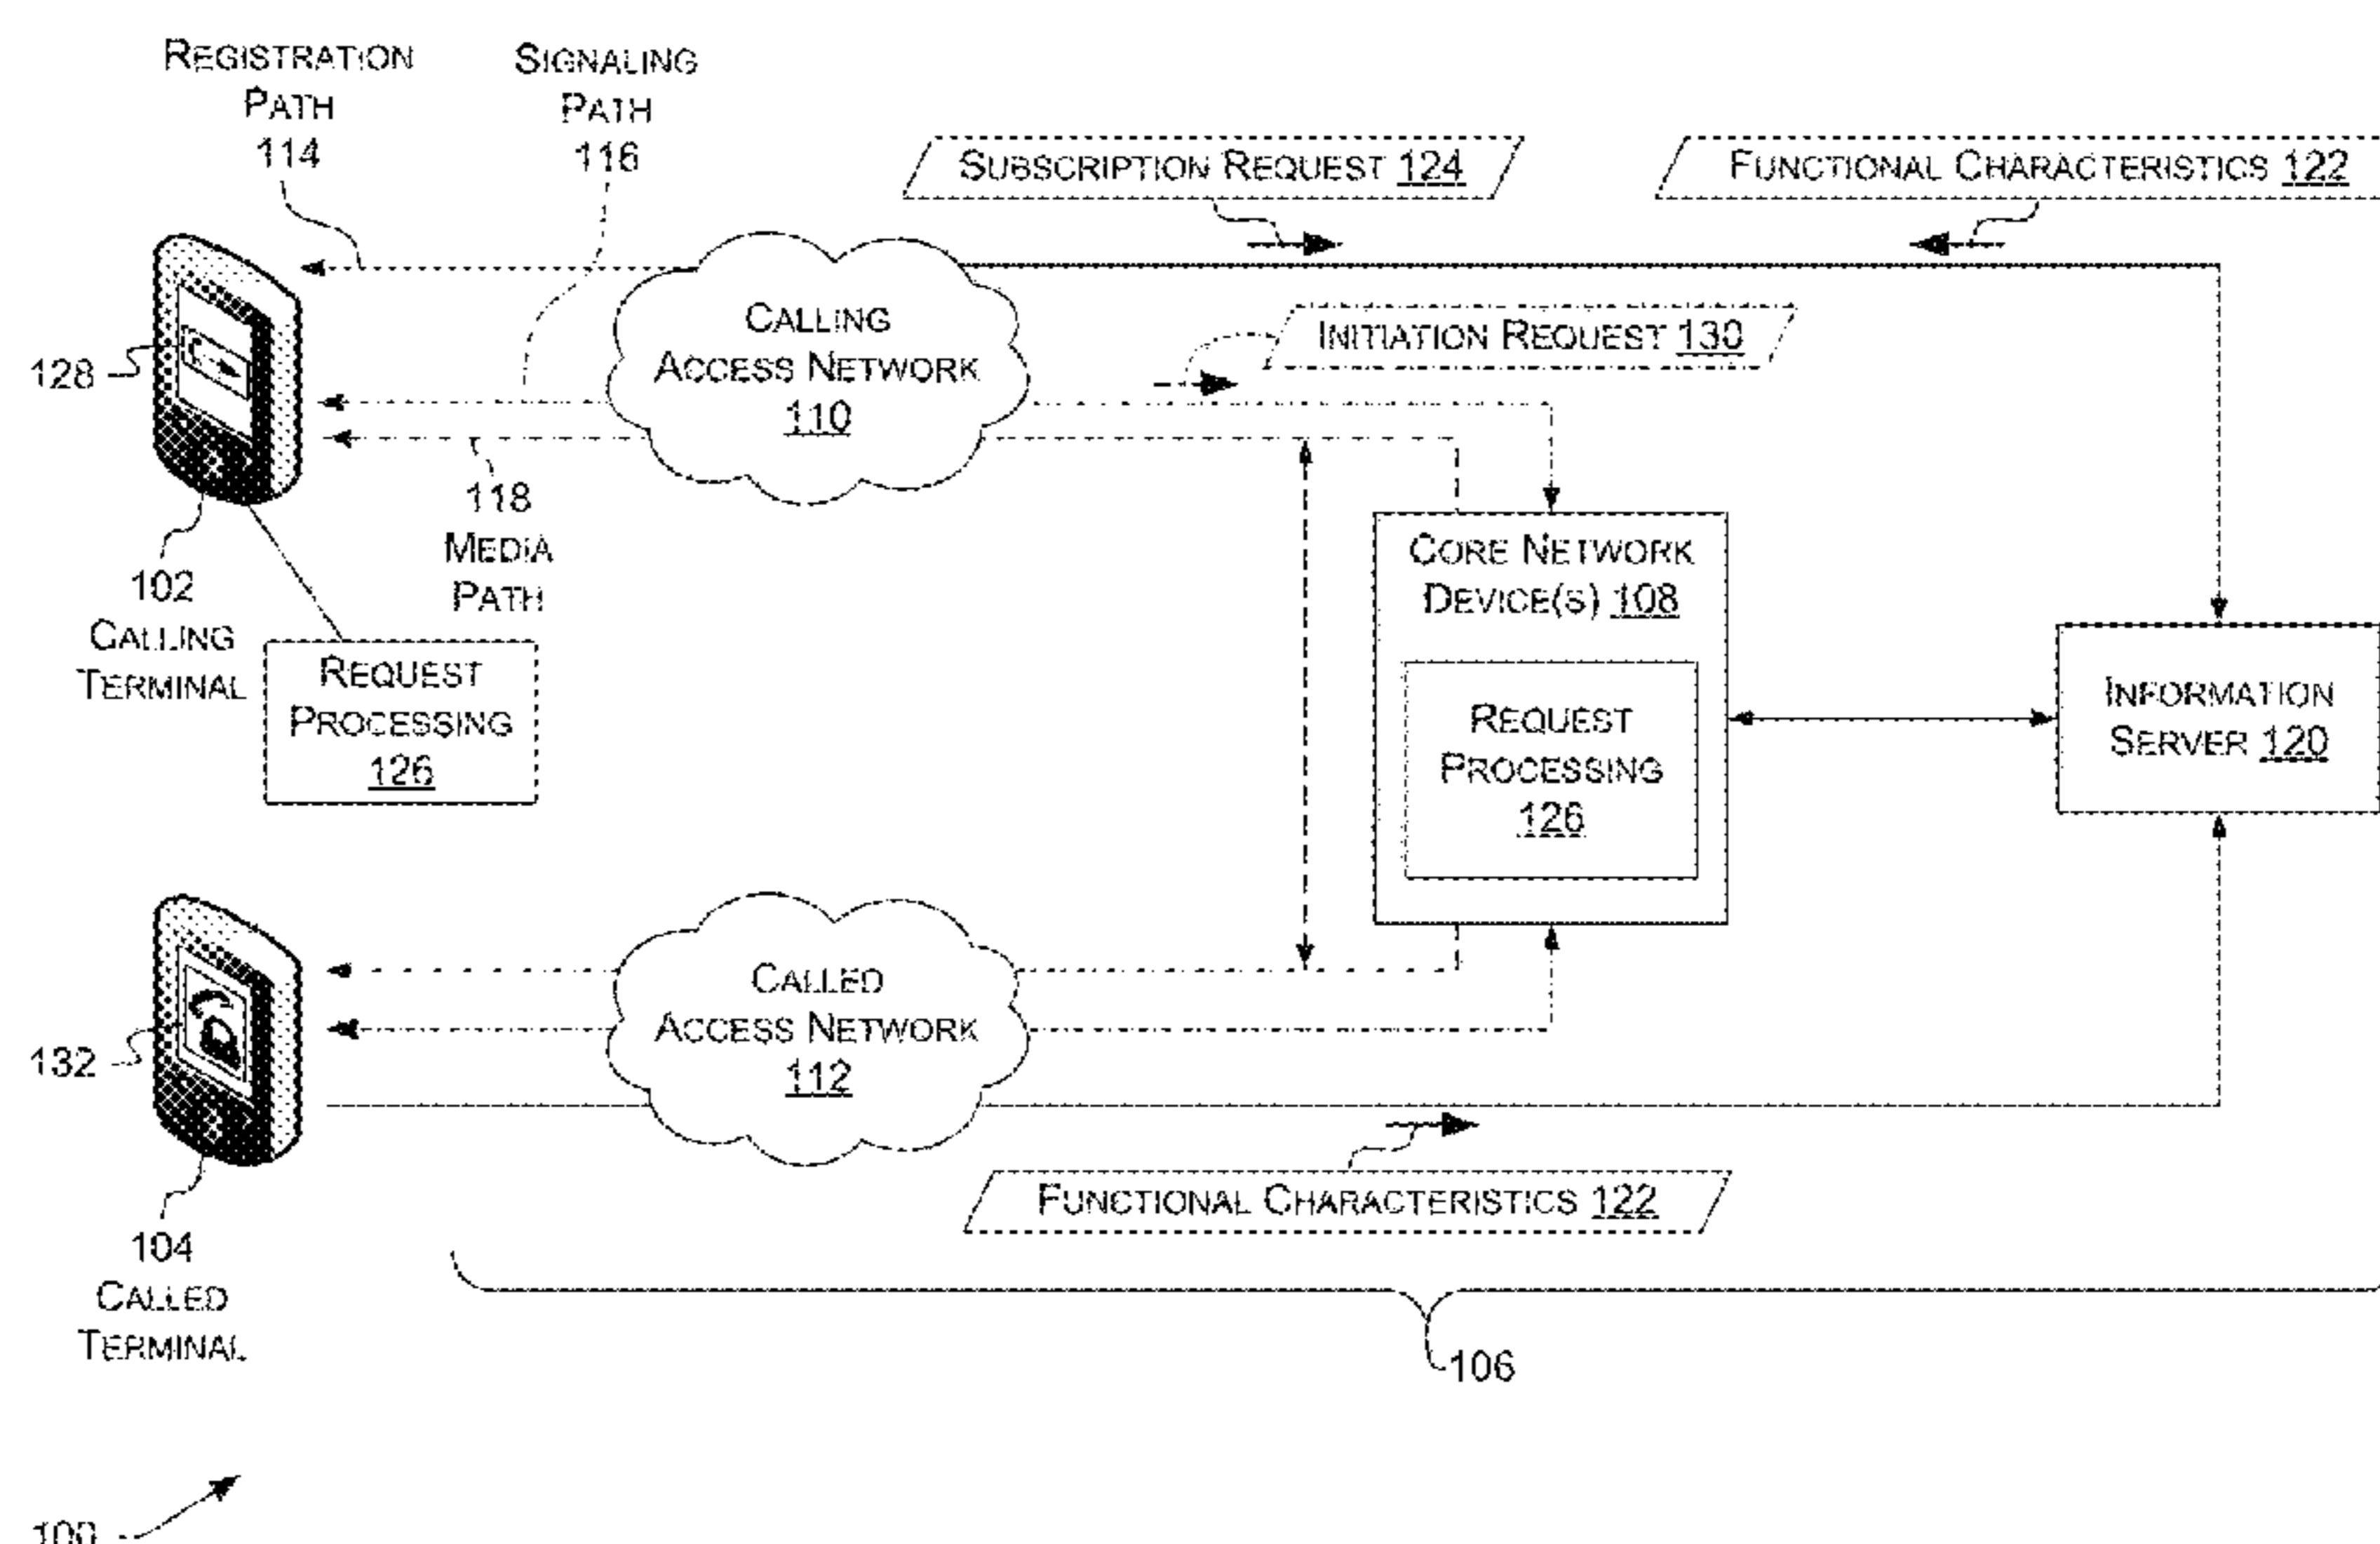 REGISTRATION
PATH
114
SIGNALING
PATH
116
SUBSCRIPTION REQUEST 124
FUNCTIONAL CHARACTERISTICS 122
CALLING
ACCESS NETWORK
110
INITIATION REQUEST 130
128
118
MEDIA
PATH
102
CALLING
TERMINAL
REQUEST
PROCESSING
126
CORE NETWORK
DEVICE(S) 108
REQUEST
PROCESSING
126
INFORMATION
SERVER 120
CALLED
ACCESS NETWORK
112
132
FUNCTIONAL CHARACTERISTICS 122
104
CALLED
TERMINAL
106
100